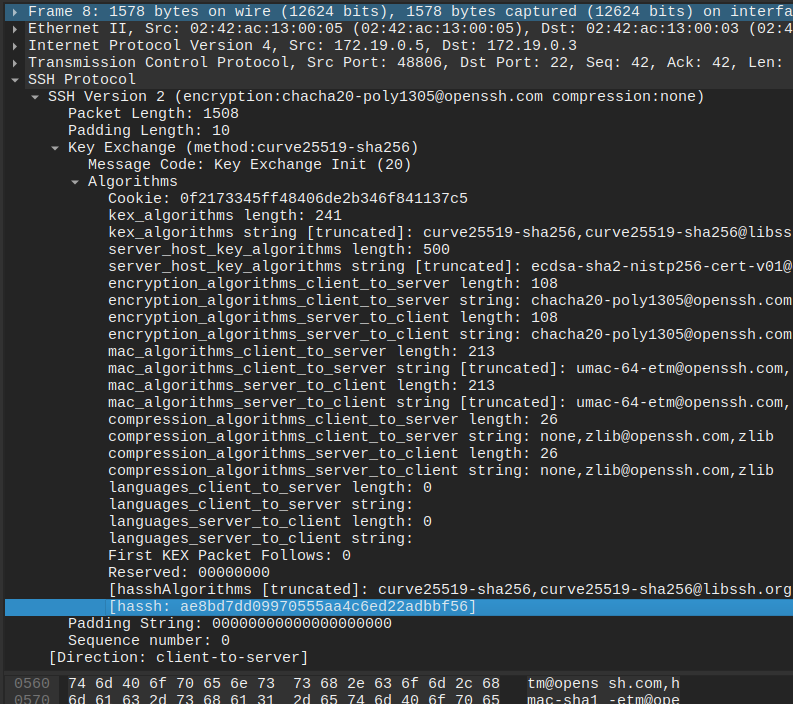 Frame 8: 1578 bytes on wire (12624 bits), 1578 bytes captured (12624 bits) on interfa
Ethernet II, Src: 02:42:ac:13:00:05 (02:42:ac:13:00:05), Dst: 02:42:ac:13:00:03 (02:4
Internet Protocol Version 4, Src: 172.19.0.5, Dst: 172.19.0.3
Transmission Control Protocol, Src Port: 48806, Dst Port: 22, Seq: 42, Ack: 42, Len:
SSH Protocol
SSH Version 2 (encryption:chacha20-poly1305@openssh.com compression:none)
Packet Length: 1508
Padding Length: 10
Key Exchange (method:curve25519-sha256)
Message Code: Key Exchange Init (20)
Algorithms
Cookie: 0f2173345ff48406de2b346f841137c5
kex_algorithms length: 241
kex_algorithms string [truncated]: curve25519-sha256,curve25519-sha256@libss
server_host_key_algorithms length: 500
server_host_key_algorithms string [truncated]: ecdsa-sha2-nistp256-cert-v01@
encryption_algorithms_client_to_server length: 108
encryption_algorithms_client_to_server string: chacha20-poly1305@openssh.com
encryption_algorithms_server_to_client length: 108
encryption_algorithms_server_to_client string: chacha20-poly1305@openssh.com
mac_algorithms_client_to_server length: 213
mac_algorithms_client_to_server string [truncated]: umac-64-etm@openssh.com,
mac_algorithms_server_to_client length: 213
mac_algorithms_server_to_client string [truncated]: umac-64-etm@openssh.com,
compression_algorithms_client_to_server length: 26
compression_algorithms_client_to_server string: none,zlib@openssh.com,zlib
compression_algorithms_server_to_client length: 26
compression_algorithms_server_to_client string: none,zlib@openssh.com,zlib
languages_client_to_server length: 0
languages_client_to_server string:
languages_server_to_client length: 0
languages_server_to_client string:
First KEX Packet Follows: 0
Reserved: 00000000
[hasshAlgorithms [truncated]: curve25519-sha256,curve25519-sha256@libssh.org
[hassh: ae8bd7dd09970555aa4c6ed22adbbf56]
Padding String: 00000000000000000000
Sequence number: 0
[Direction: client-to-server]
0560 74 6d 40 6f 70 65 6e 73 73 68 2e 63 6f 6d 2c 68 tm@opens sh.com,h
0570 6d 61 63 2d 73 68 61 31 2d 65 74 6d 40 6f 70 65 mac-sha1 -etm@ope